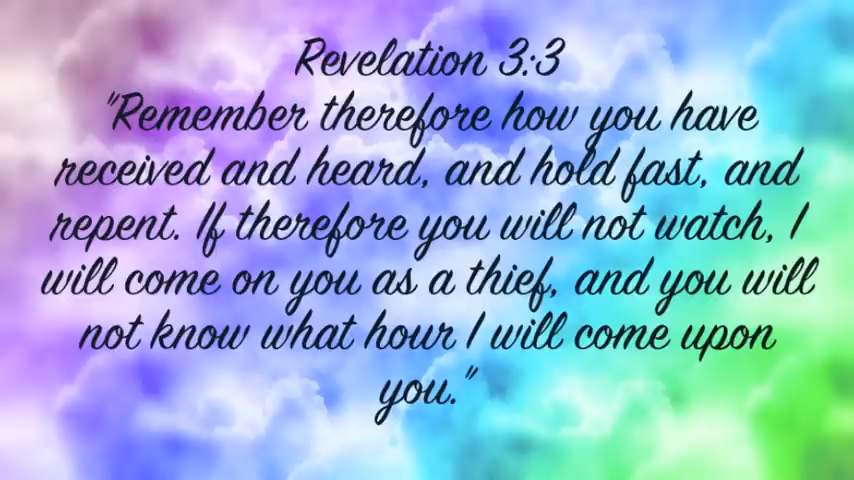 Revelation 3:3
"Remember therefore how you have
received and heard, and hold fast, and
repent. If therefore you will not watch, I
will come on you as a thief, and you will
not know what hour I will come upon
you."